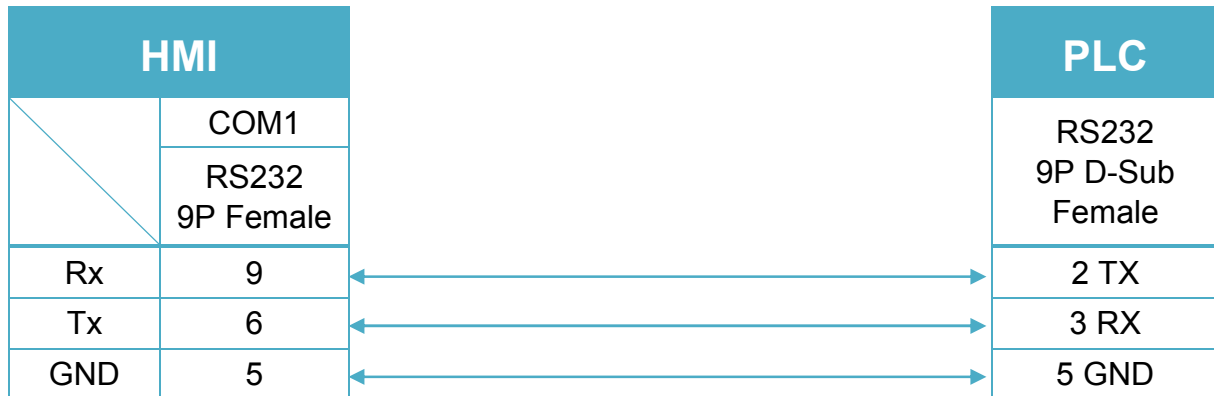 HMI
PLC
COM1
RS232
9P Female
RS232
9P D-Sub
Female
Rx 9 2 TX
Tx 6 3 RX
GND 5 5 GND